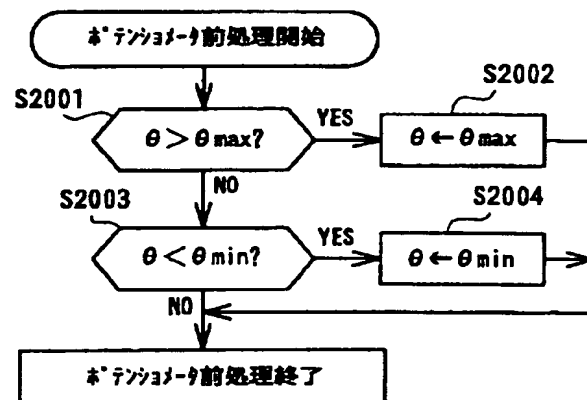 ﾎﾟﾃﾝｼｮﾒｰﾀ前処理開始
S2001
θ>θmax?
YES
S2002
θ←θmax
NO
S2003
θ<θmin?
YES
S2004
θ←θmin
NO
ﾎﾟﾃﾝｼｮﾒｰﾀ前処理終了